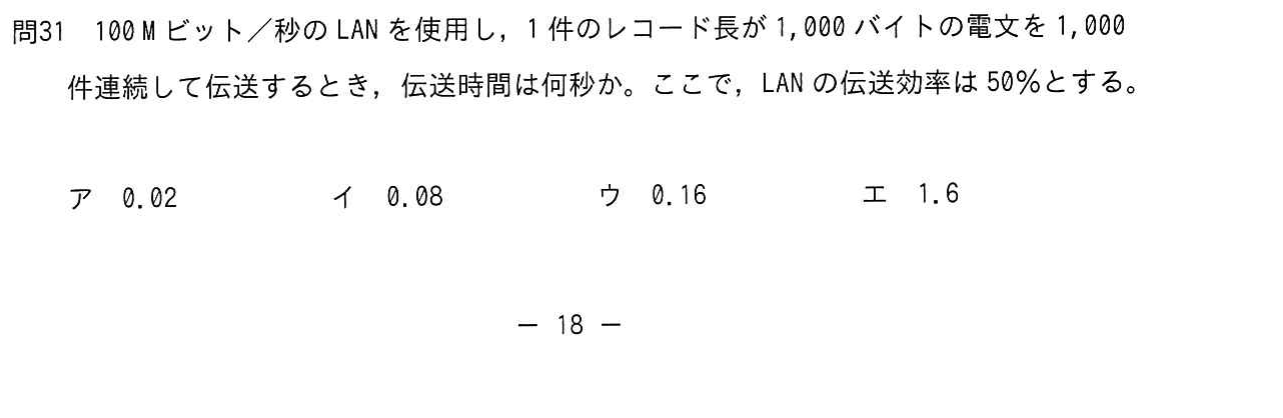 問31　100 M ビット／秒の LAN を使用し，1 件のレコード長が 1,000 バイトの電文を 1,000
件連続して伝送するとき，伝送時間は何秒か。ここで，LAN の伝送効率は 50％とする。
ア　0.02　イ　0.08　ウ　0.16　エ　1.6
－ 18 －